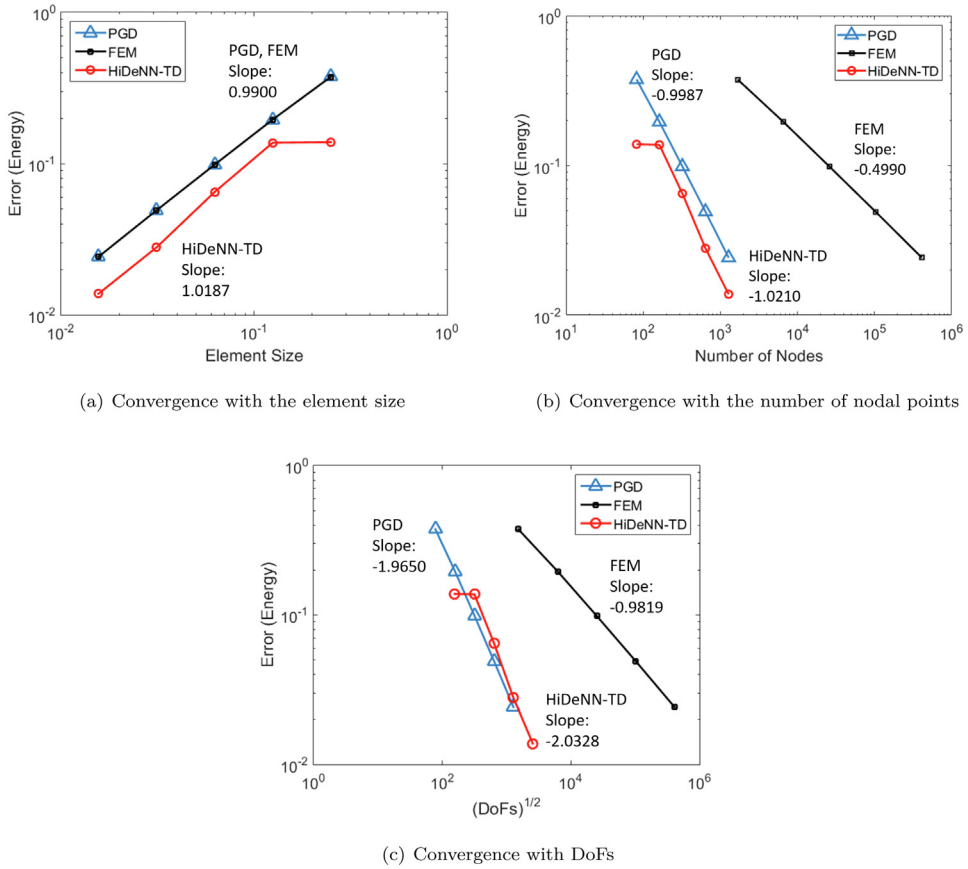 10^0
10^-1
10^-2
Error (Energy)
PGD
FEM
HiDeNN-TD
PGD, FEM
Slope:
0.9900
HiDeNN-TD
Slope:
1.0187
10^-2
10^-1
10^0
Element Size
(a) Convergence with the element size
10^0
10^-1
10^-2
Error (Energy)
PGD
FEM
HiDeNN-TD
PGD
Slope:
-0.9987
FEM
Slope:
-0.4990
HiDeNN-TD
Slope:
-1.0210
10^1
10^2
10^3
10^4
10^5
10^6
Number of Nodes
(b) Convergence with the number of nodal points
10^0
10^-1
10^-2
Error (Energy)
PGD
FEM
HiDeNN-TD
PGD
Slope:
-1.9650
FEM
Slope:
-0.9819
HiDeNN-TD
Slope:
-2.0328
10^0
10^2
10^4
10^6
(DoFs)^1/2
(c) Convergence with DoFs